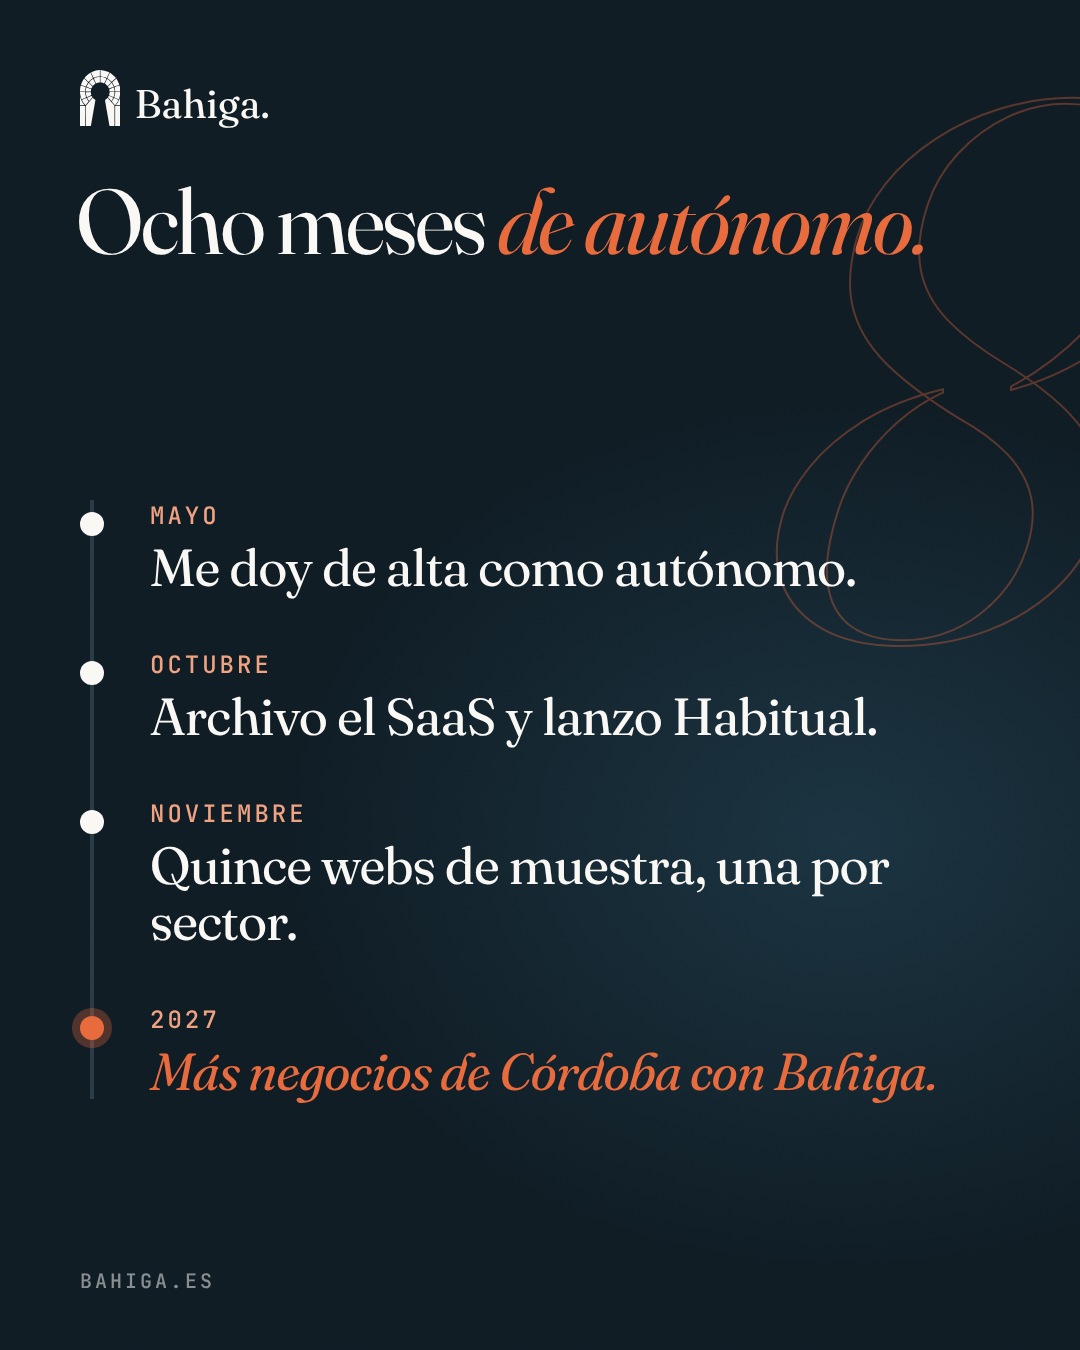 Bahiga.
Ocho meses de autónomo.
8
MAYO
Me doy de alta como autónomo.
OCTUBRE
Archivo el SaaS y lanzo Habitual.
NOVIEMBRE
Quince webs de muestra, una por
sector.
2027
Más negocios de Córdoba con Bahiga.
BAHIGA.ES